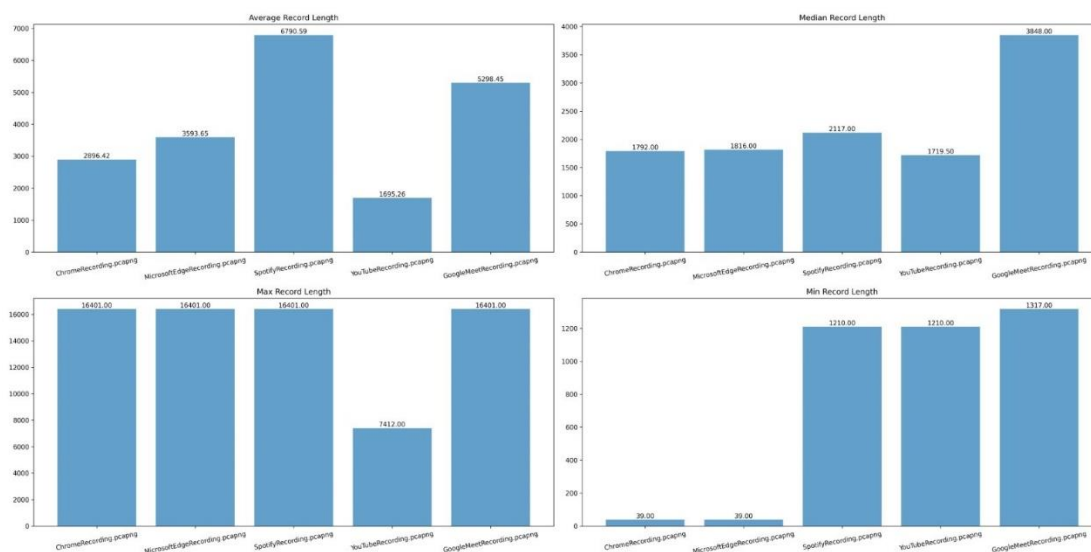 Average Record Length
7000
6000
5000
4000
3000
2000
1000
0
2896.42
3593.65
6790.59
1695.26
5298.45
ChromeRecording.pcapng
MicrosoftEdgeRecording.pcapng
SpotifyRecording.pcapng
YouTubeRecording.pcapng
GoogleMeetRecording.pcapng
Median Record Length
4000
3500
3000
2500
2000
1500
1000
500
0
1792.00
1816.00
2117.00
1719.50
3848.00
ChromeRecording.pcapng
MicrosoftEdgeRecording.pcapng
SpotifyRecording.pcapng
YouTubeRecording.pcapng
GoogleMeetRecording.pcapng
Max Record Length
16000
14000
12000
10000
8000
6000
4000
2000
0
16401.00
16401.00
16401.00
7412.00
16401.00
ChromeRecording.pcapng
MicrosoftEdgeRecording.pcapng
SpotifyRecording.pcapng
YouTubeRecording.pcapng
GoogleMeetRecording.pcapng
Min Record Length
1200
1000
800
600
400
200
0
39.00
39.00
1210.00
1210.00
1317.00
ChromeRecording.pcapng
MicrosoftEdgeRecording.pcapng
SpotifyRecording.pcapng
YouTubeRecording.pcapng
GoogleMeetRecording.pcapng